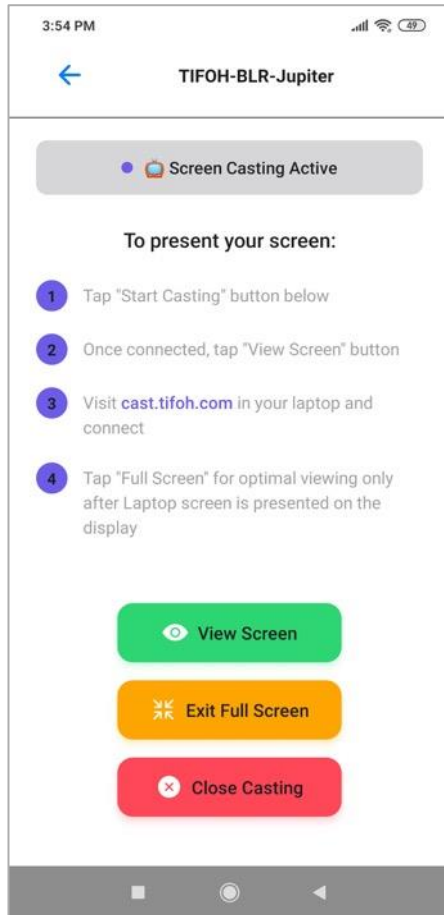 3:54 PM
49
TIFOH-BLR-Jupiter
Screen Casting Active
To present your screen:
1 Tap "Start Casting" button below
2 Once connected, tap "View Screen" button
3 Visit cast.tifoh.com in your laptop and
connect
4 Tap "Full Screen" for optimal viewing only
after Laptop screen is presented on the
display
View Screen
Exit Full Screen
Close Casting